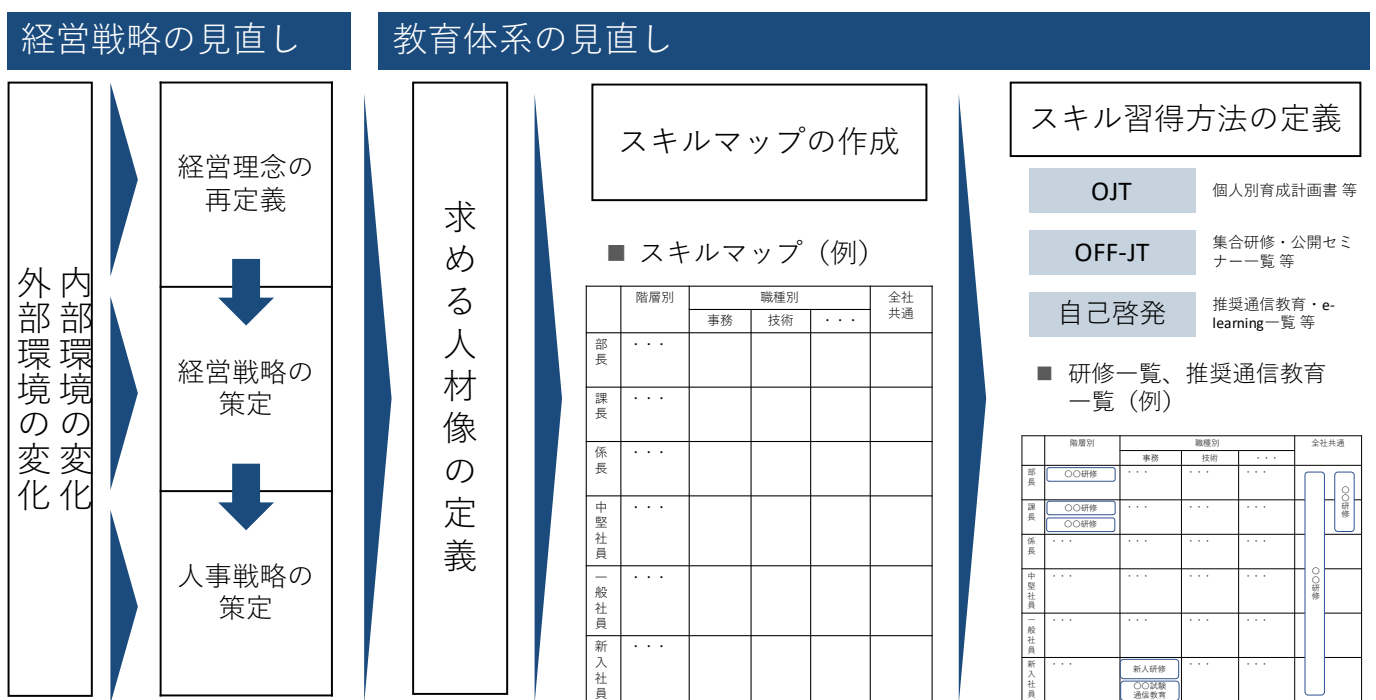 経営戦略の見直し
教育体系の見直し
内部環境の変化
外部環境の変化
経営理念の
再定義
経営戦略の
策定
人事戦略の
策定
求める人材像の定義
スキルマップの作成
■ スキルマップ（例）
階層別 職種別 全社
共通
事務 技術 ・・・
部長 ・・・
課長 ・・・
係長 ・・・
中堅社員 ・・・
一般社員 ・・・
新入社員 ・・・
スキル習得方法の定義
OJT 個人別育成計画書 等
OFF-JT 集合研修・公開セミ
ナー一覧 等
自己啓発 推奨通信教育・e-
learning一覧 等
■ 研修一覧、推奨通信教育
一覧（例）
階層別 職種別 全社共通
事務 技術 ・・・
部長 〇〇研修 ・・・ ・・・ ・・・
課長 〇〇研修 ・・・ ・・・ ・・・
〇〇研修
係長 ・・・ ・・・ ・・・ ・・・
中堅社員 ・・・ ・・・ ・・・ ・・・
一般社員 ・・・ ・・・ ・・・ ・・・
新入社員 ・・・ 新人研修 ・・・ ・・・
〇〇試験
通信教育
〇〇研修
〇〇研修